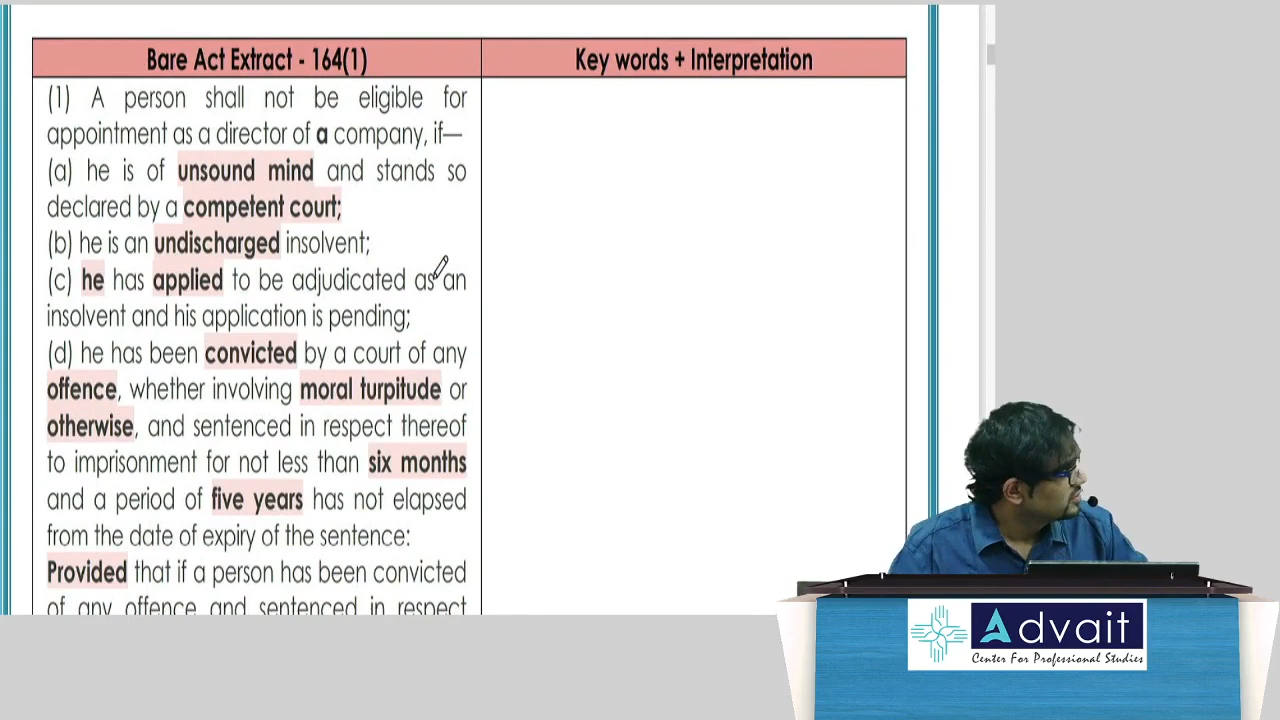 Bare Act Extract - 164(1)
Key words + Interpretation
(1) A person shall not be eligible for
appointment as a director of a company, if—
(a) he is of unsound mind and stands so
declared by a competent court;
(b) he is an undischarged insolvent;
(c) he has applied to be adjudicated as an
insolvent and his application is pending;
(d) he has been convicted by a court of any
offence, whether involving moral turpitude or
otherwise, and sentenced in respect thereof
to imprisonment for not less than six months
and a period of five years has not elapsed
from the date of expiry of the sentence:
Provided that if a person has been convicted
of any offence and sentenced in respect
Advait
Center For Professional Studies